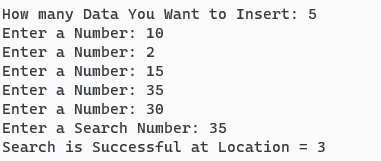 How many Data You Want to Insert: 5
Enter a Number: 10
Enter a Number: 2
Enter a Number: 15
Enter a Number: 35
Enter a Number: 30
Enter a Search Number: 35
Search is Successful at Location = 3